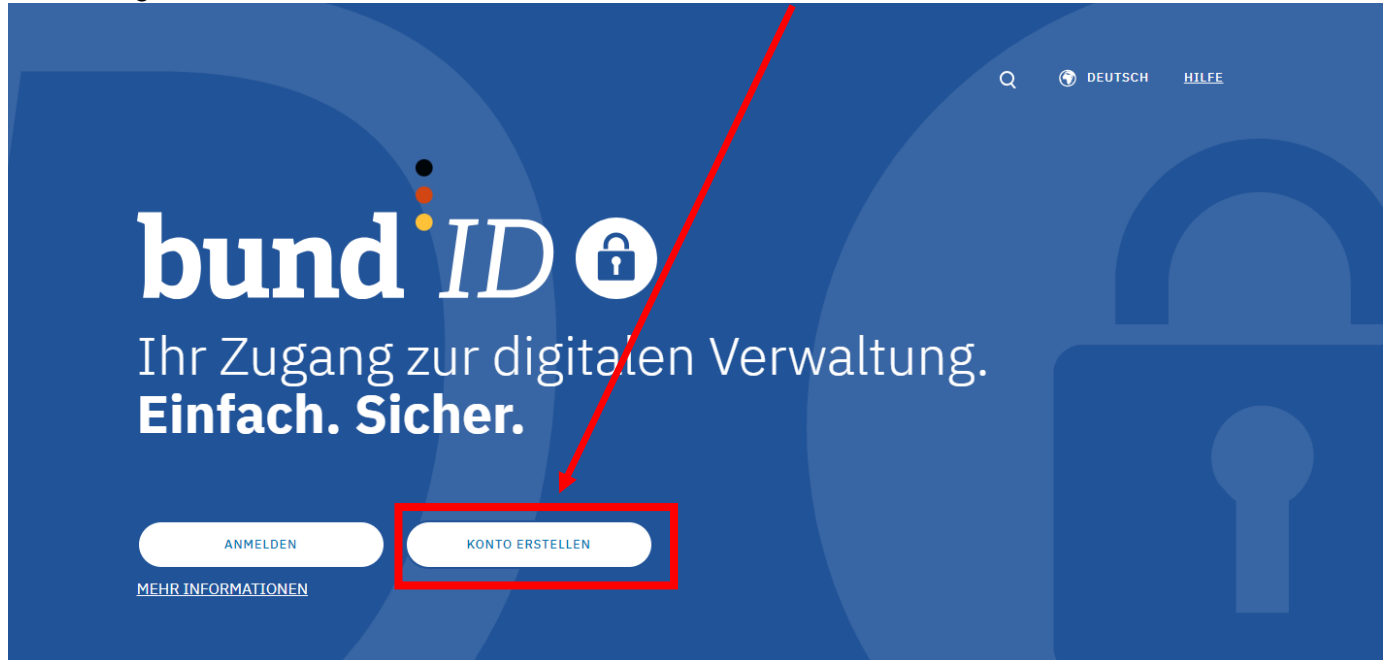 DEUTSCH HILFE
bund ID
Ihr Zugang zur digitalen Verwaltung.
Einfach. Sicher.
ANMELDEN KONTO ERSTELLEN
MEHR INFORMATIONEN